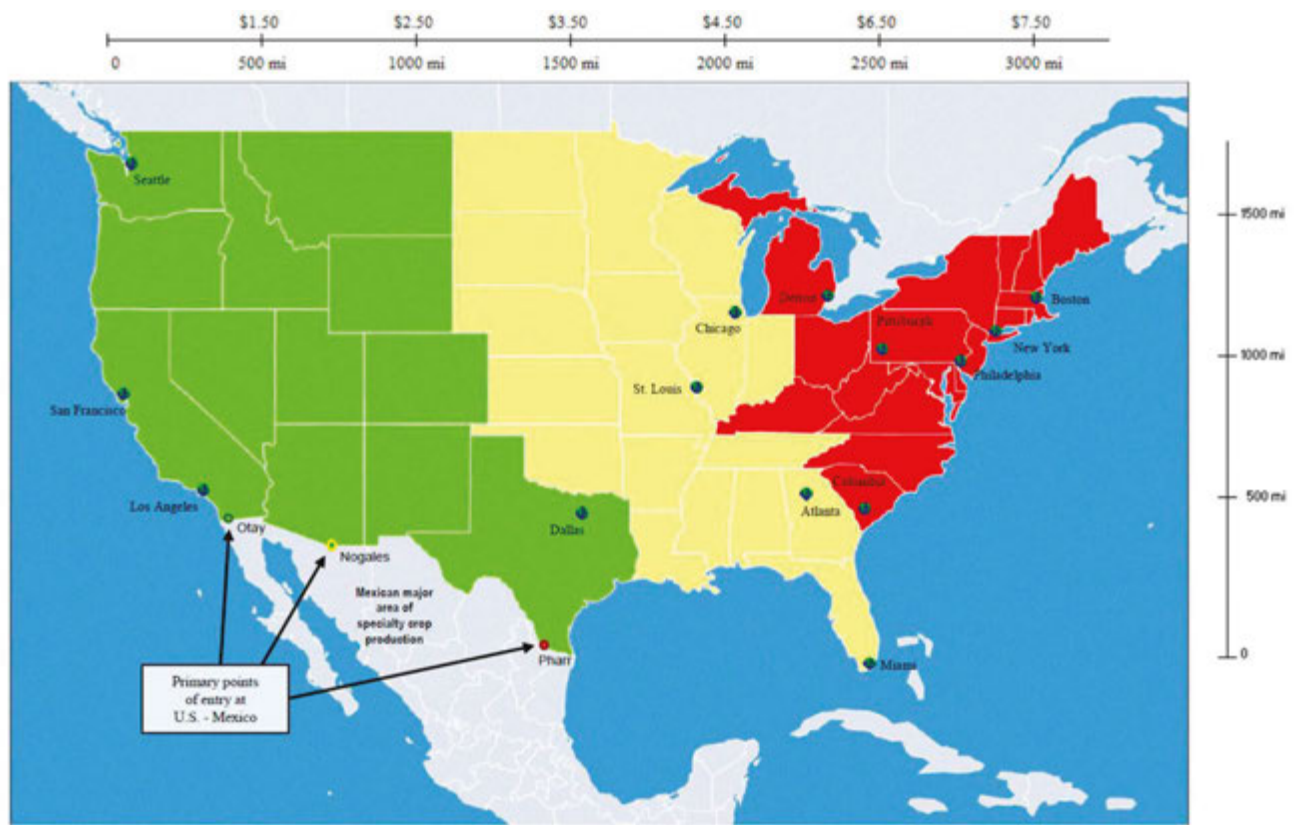 $1.50 $2.50 $3.50 $4.50 $6.50 $7.50
0 500 mi 1000 mi 1500 mi 2000 mi 2500 mi 3000 mi
Seattle
1500 mi
Detroit
Boston
Chicago
Pittsburgh
New York
1000 mi
Philadelphia
St. Louis
San Francisco
Columbia
500 mi
Los Angeles
Atlanta
Otay
Dallas
Nogales
Mexican major
area of
specialty crop
production
0
Pharr
Miami
Primary points
of entry at
U.S. - Mexico